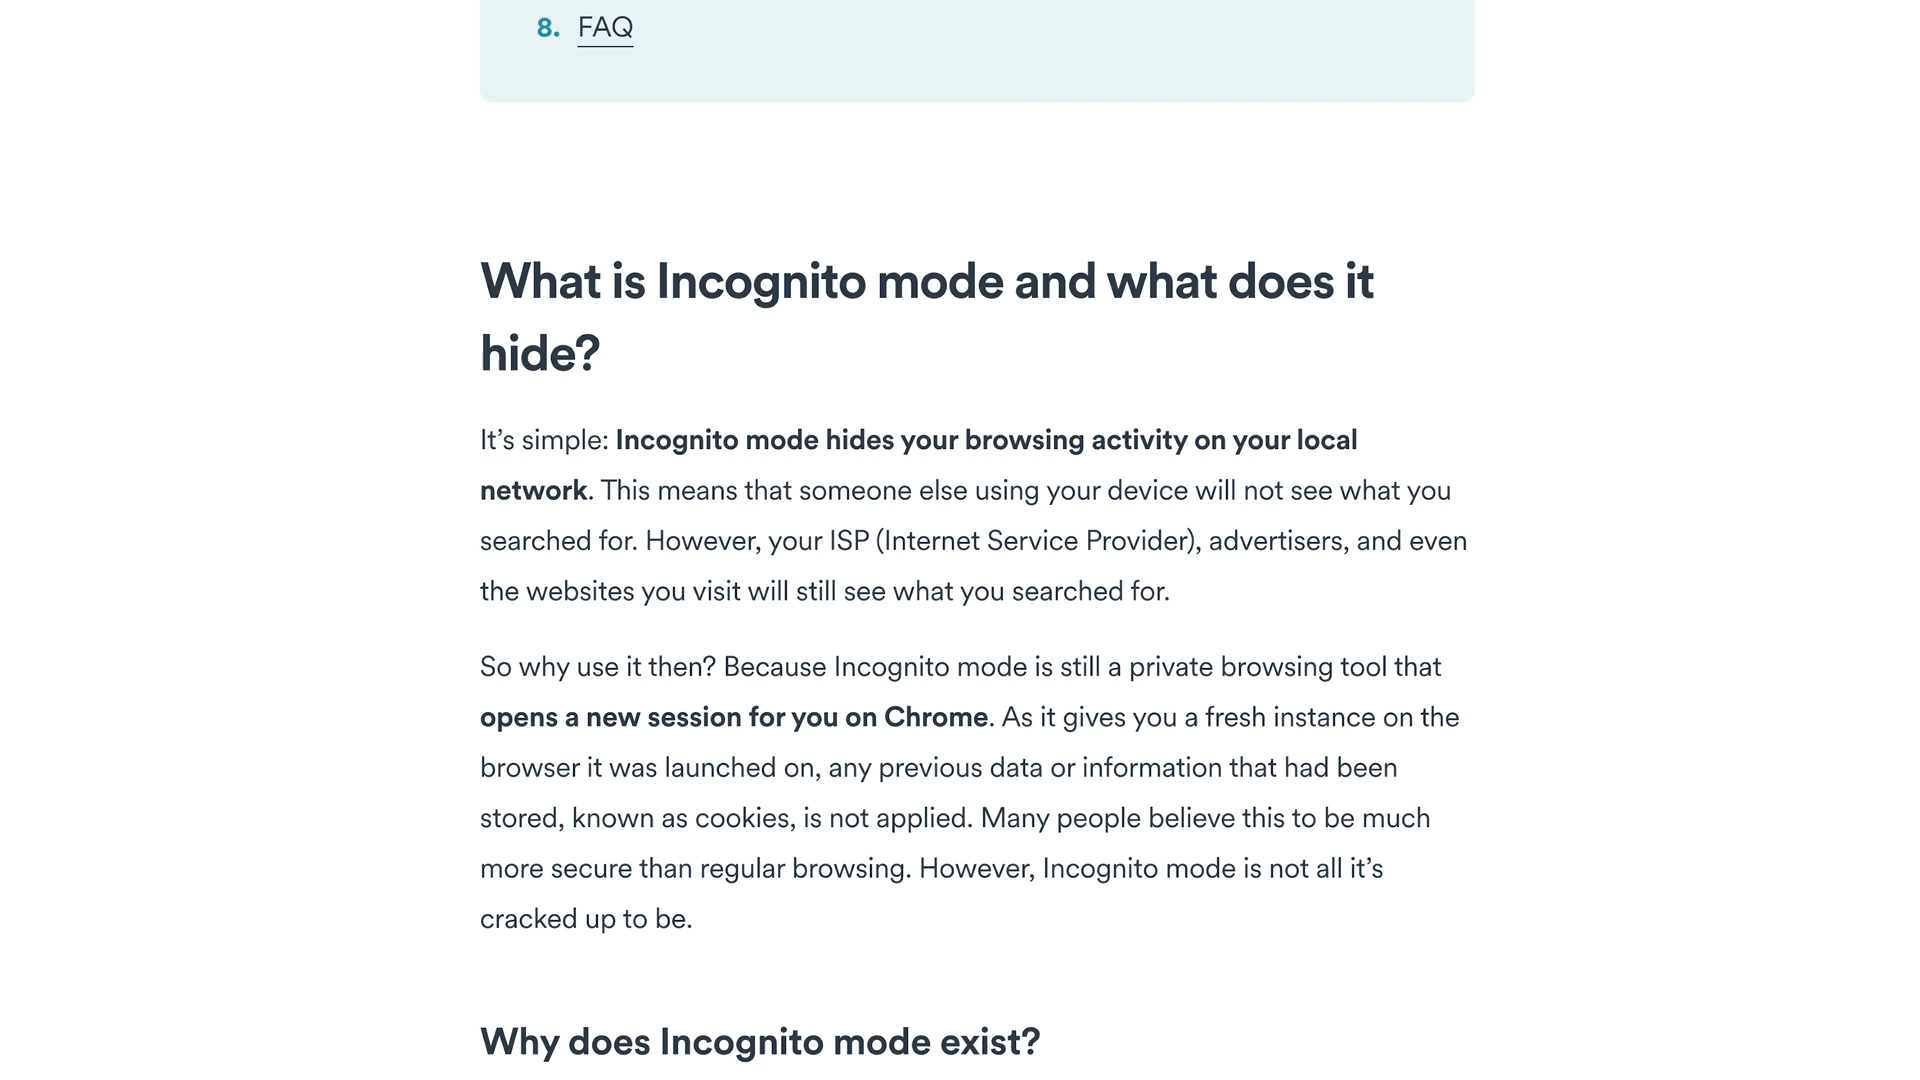 8. FAQ
What is Incognito mode and what does it
hide?
It’s simple: Incognito mode hides your browsing activity on your local
network. This means that someone else using your device will not see what you
searched for. However, your ISP (Internet Service Provider), advertisers, and even
the websites you visit will still see what you searched for.
So why use it then? Because Incognito mode is still a private browsing tool that
opens a new session for you on Chrome. As it gives you a fresh instance on the
browser it was launched on, any previous data or information that had been
stored, known as cookies, is not applied. Many people believe this to be much
more secure than regular browsing. However, Incognito mode is not all it’s
cracked up to be.
Why does Incognito mode exist?